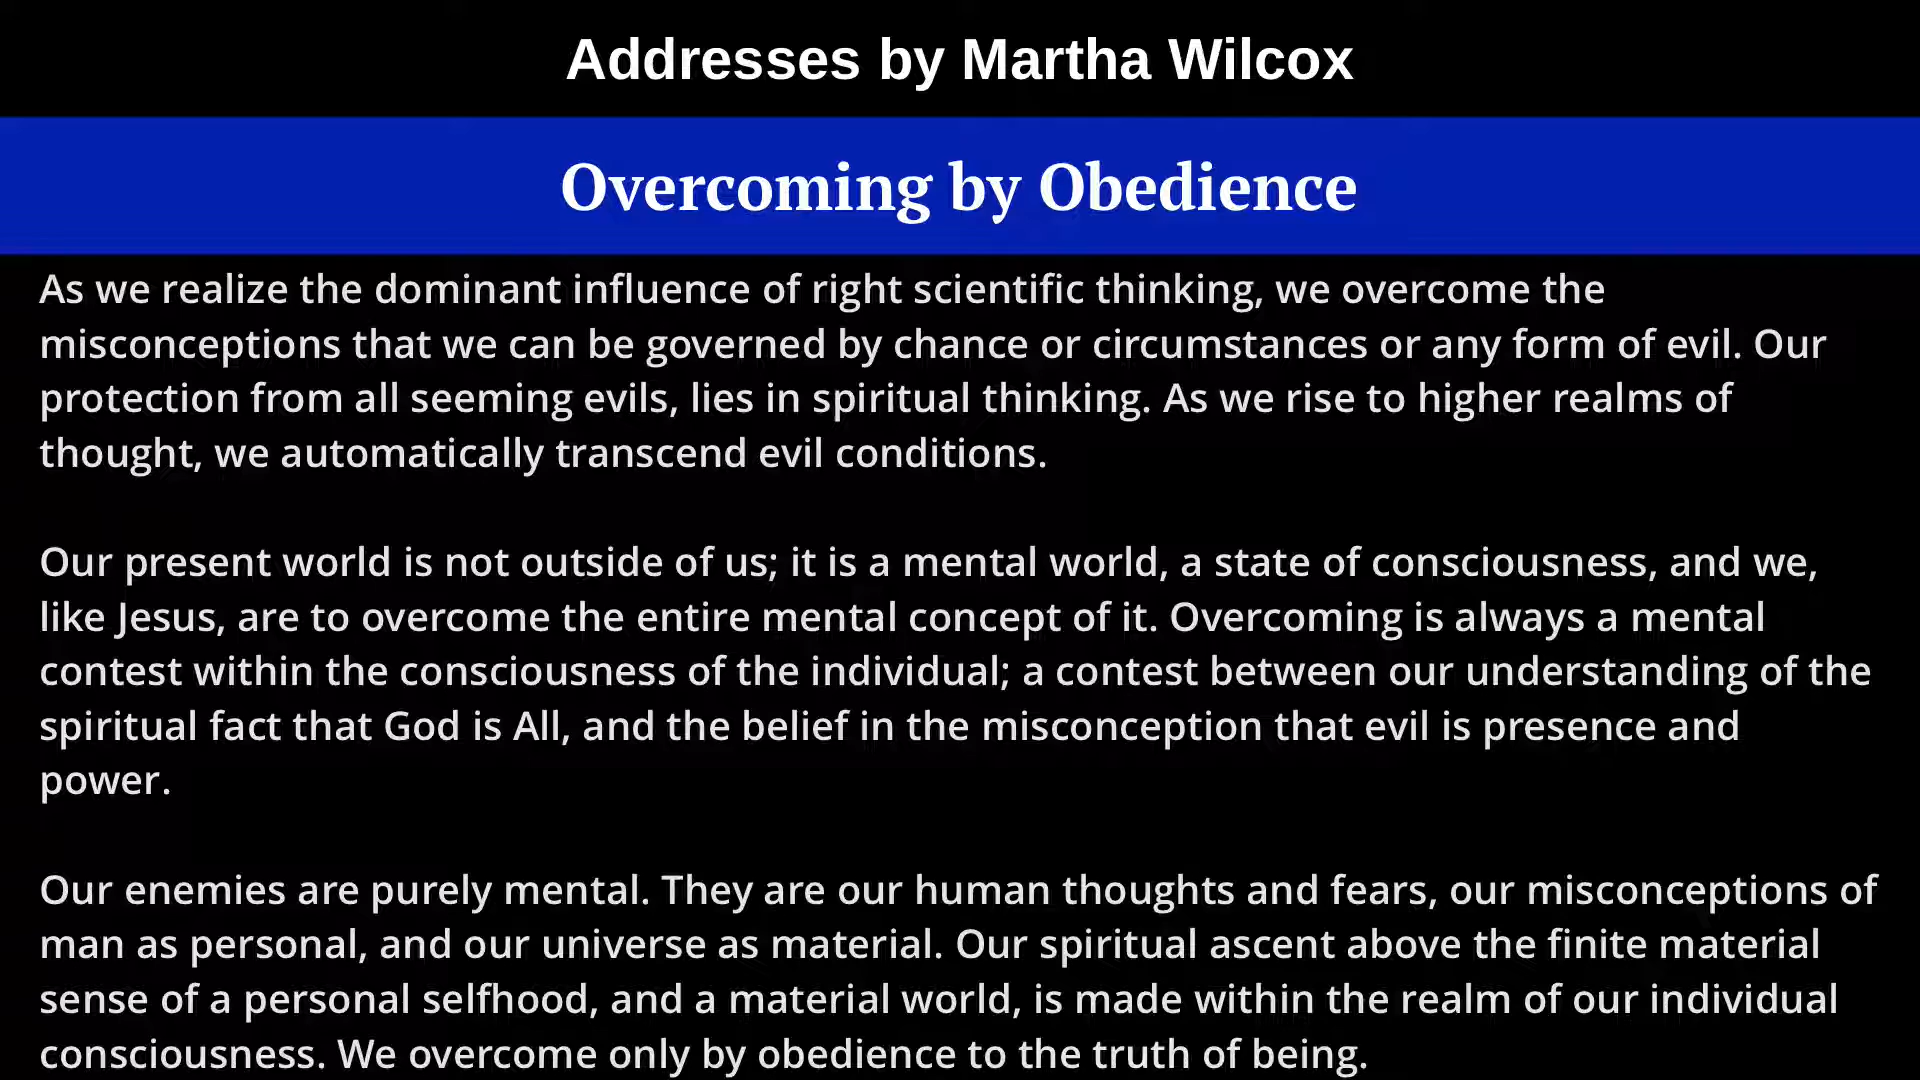 Addresses by Martha Wilcox
Overcoming by Obedience
As we realize the dominant influence of right scientific thinking, we overcome the
misconceptions that we can be governed by chance or circumstances or any form of evil. Our
protection from all seeming evils, lies in spiritual thinking. As we rise to higher realms of
thought, we automatically transcend evil conditions.
Our present world is not outside of us; it is a mental world, a state of consciousness, and we,
like Jesus, are to overcome the entire mental concept of it. Overcoming is always a mental
contest within the consciousness of the individual; a contest between our understanding of the
spiritual fact that God is All, and the belief in the misconception that evil is presence and
power.
Our enemies are purely mental. They are our human thoughts and fears, our misconceptions of
man as personal, and our universe as material. Our spiritual ascent above the finite material
sense of a personal selfhood, and a material world, is made within the realm of our individual
consciousness. We overcome only by obedience to the truth of being.